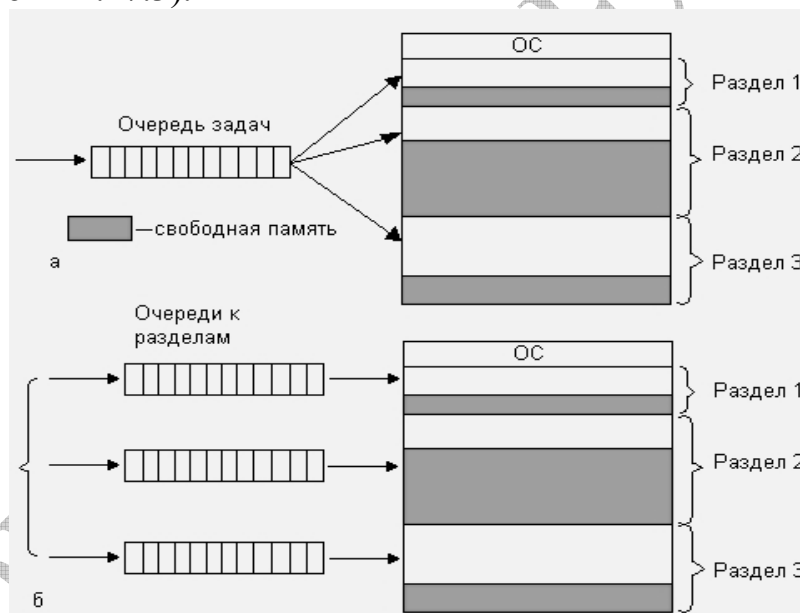 ОС
Раздел 1
Очередь задач
Раздел 2
—свободная память
а
Раздел 3
Очереди к
разделам
ОС
Раздел 1
Раздел 2
Раздел 3
б